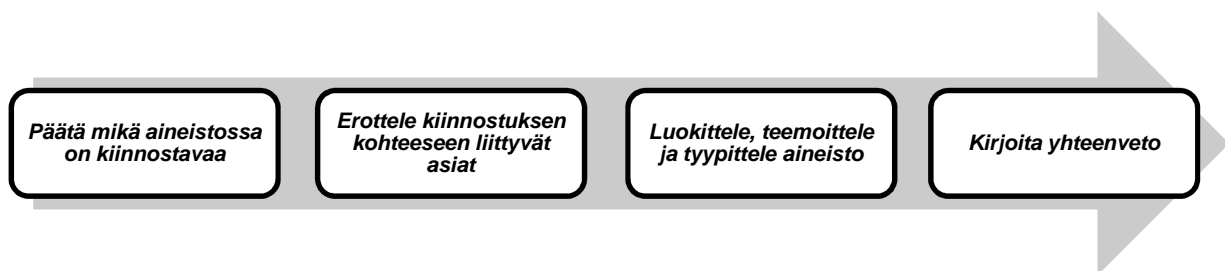 Päätä mikä aineistossa
on kiinnostavaa
Erottele kiinnostuksen
kohteeseen liittyvät
asiat
Luokittele, teemoittele
ja tyypittele aineisto
Kirjoita yhteenveto